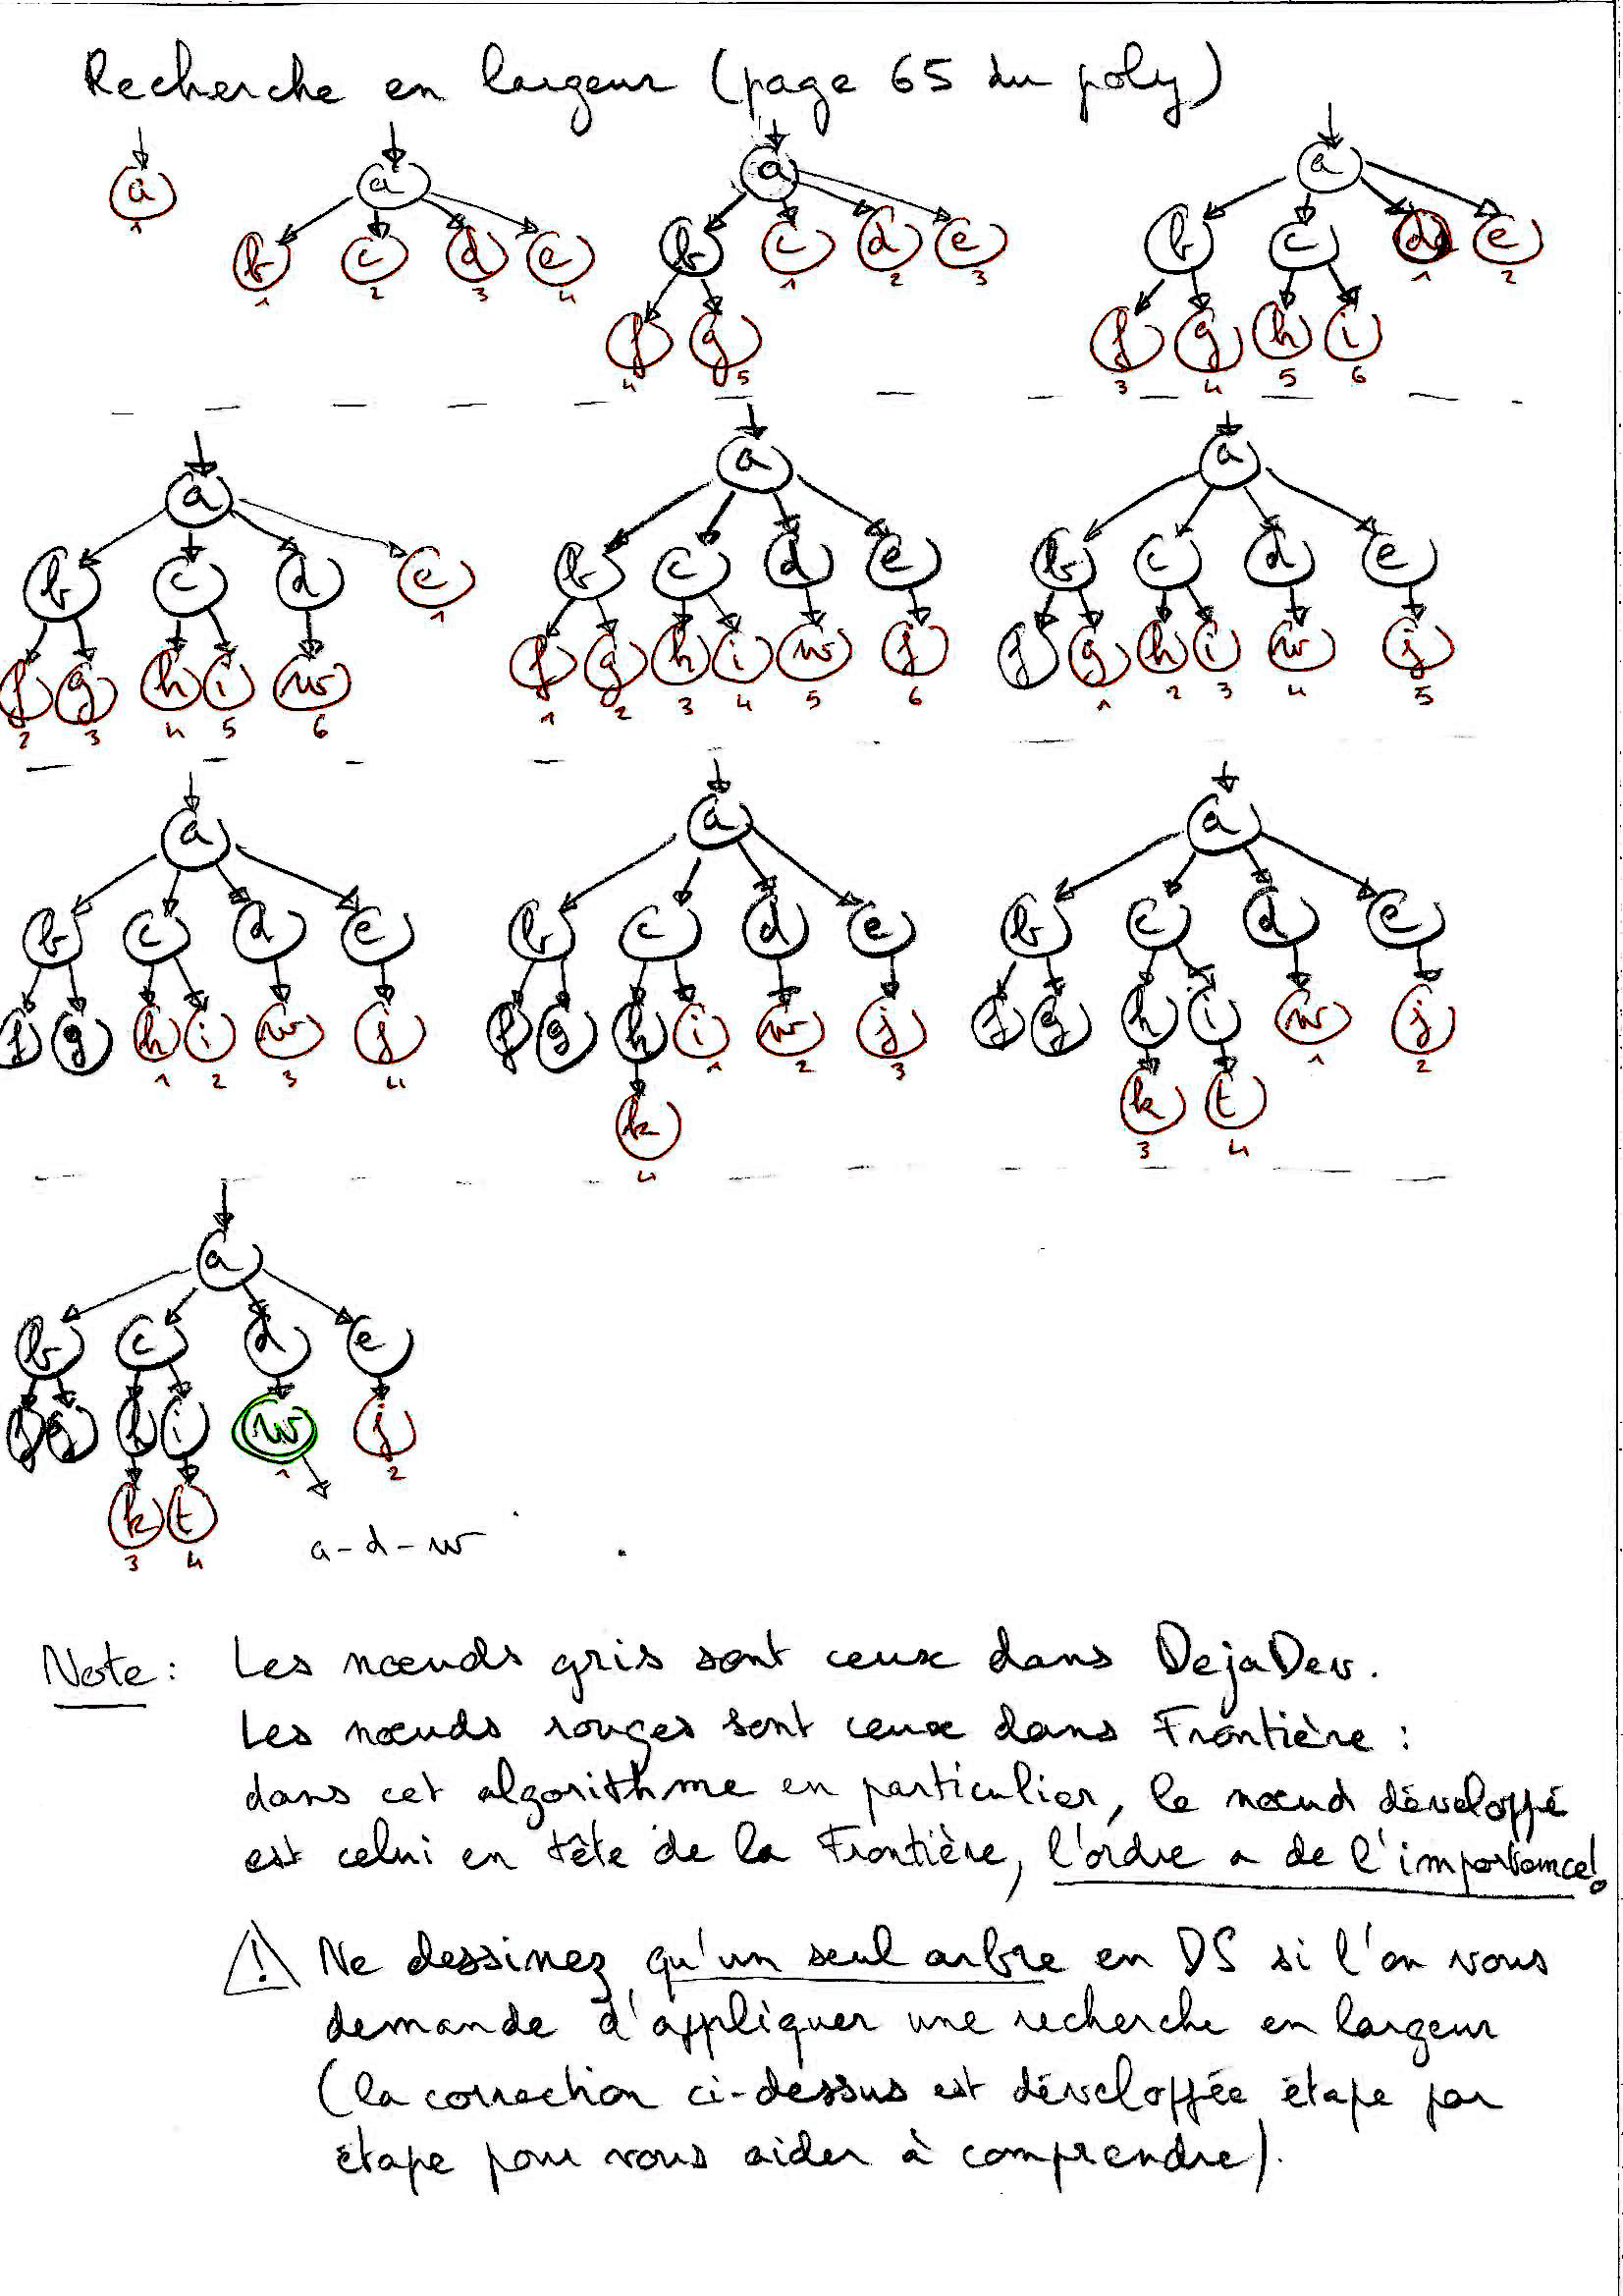 Recherche en largeur (page 65 du poly)
a a a a
1
b c d e b c d e b c d e
1 2 3 4 1 2 3 1 2
f g f g h i
4 5 3 4 5 6
a a a
b c d e b c d e b c d e
1
f g h i w f g h i w j f g h i w j
2 3 4 5 6 1 2 3 4 5 6 1 2 3 4 5
a a a
b c d e b c d e b c d e
f g h i w j f g h i w j f g h i w j
1 2 3 4 1 2 3 1 2
k k t
4 3 4
a
b c d e
f g h i w j
1 2
k t
3 4
a-d-w
Note : Les nœuds gris sont ceux dans DejaDev.
Les nœuds rouges sont ceux dans Frontière :
dans cet algorithme en particulier, le nœud développé
est celui en tête de la Frontière, l'ordre a de l'importance!
! Ne dessinez qu'un seul arbre en DS si l'on vous
demande d'appliquer une recherche en largeur
(la correction ci-dessus est développée étape par
étape pour vous aider à comprendre).